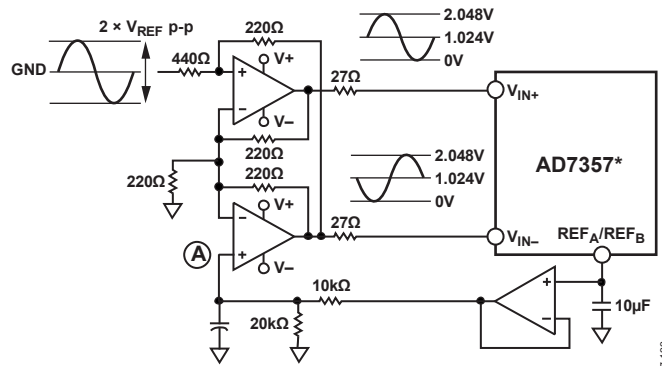 2 × VREF p-p
GND
440Ω
220Ω
V+
+
–
V–
27Ω
2.048V
1.024V
0V
VIN+
220Ω
220Ω
220Ω
V+
–
+
V–
A
27Ω
2.048V
1.024V
0V
VIN–
AD7357*
REFA/REFB
10kΩ
20kΩ
+
–
10µF